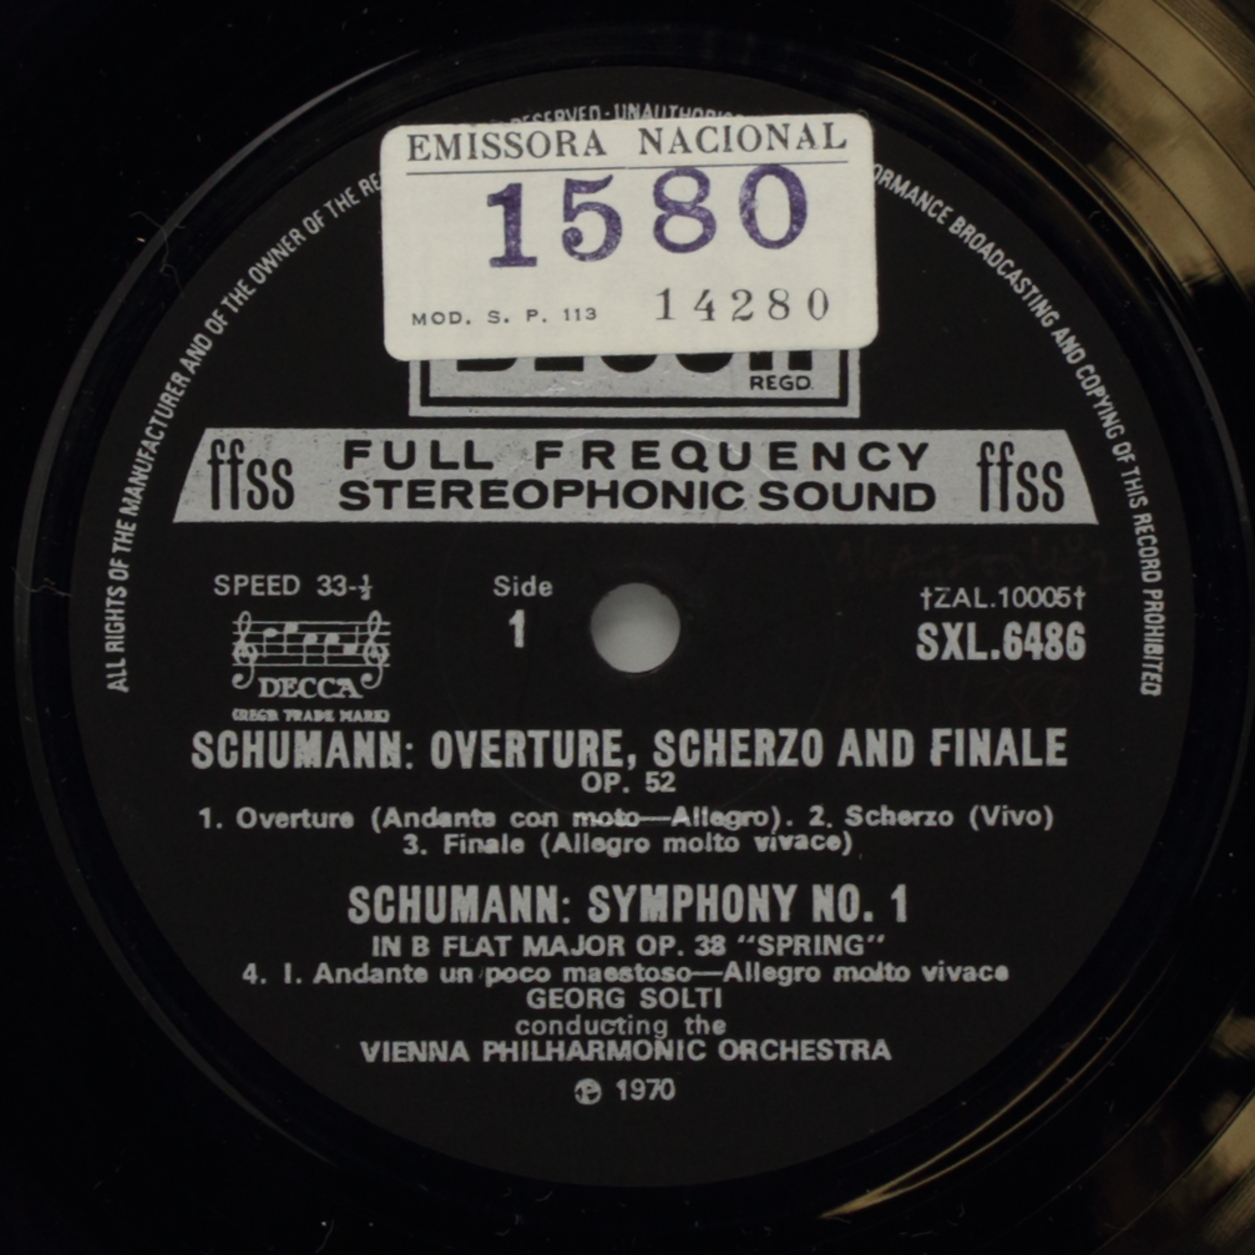 RESERVED · UNAUTHORIS
ALL RIGHTS OF THE MANUFACTURER AND OF THE OWNER OF THE RE
ORMANCE BROADCASTING AND COPYING OF THIS RECORD PROHIBITED
EMISSORA NACIONAL
1580
MOD. S. P. 113 14280
REGD.
ffss FULL FREQUENCY ffss
STEREOPHONIC SOUND
SPEED 33-⅓ Side †ZAL.10005†
1 SXL.6486
DECCA
(REGD. TRADE MARK)
SCHUMANN: OVERTURE, SCHERZO AND FINALE
OP. 52
1. Overture (Andante con moto—Allegro). 2. Scherzo (Vivo)
3. Finale (Allegro molto vivace)
SCHUMANN: SYMPHONY NO. 1
IN B FLAT MAJOR OP. 38 “SPRING”
4. I. Andante un poco maestoso—Allegro molto vivace
GEORG SOLTI
conducting the
VIENNA PHILHARMONIC ORCHESTRA
℗ 1970